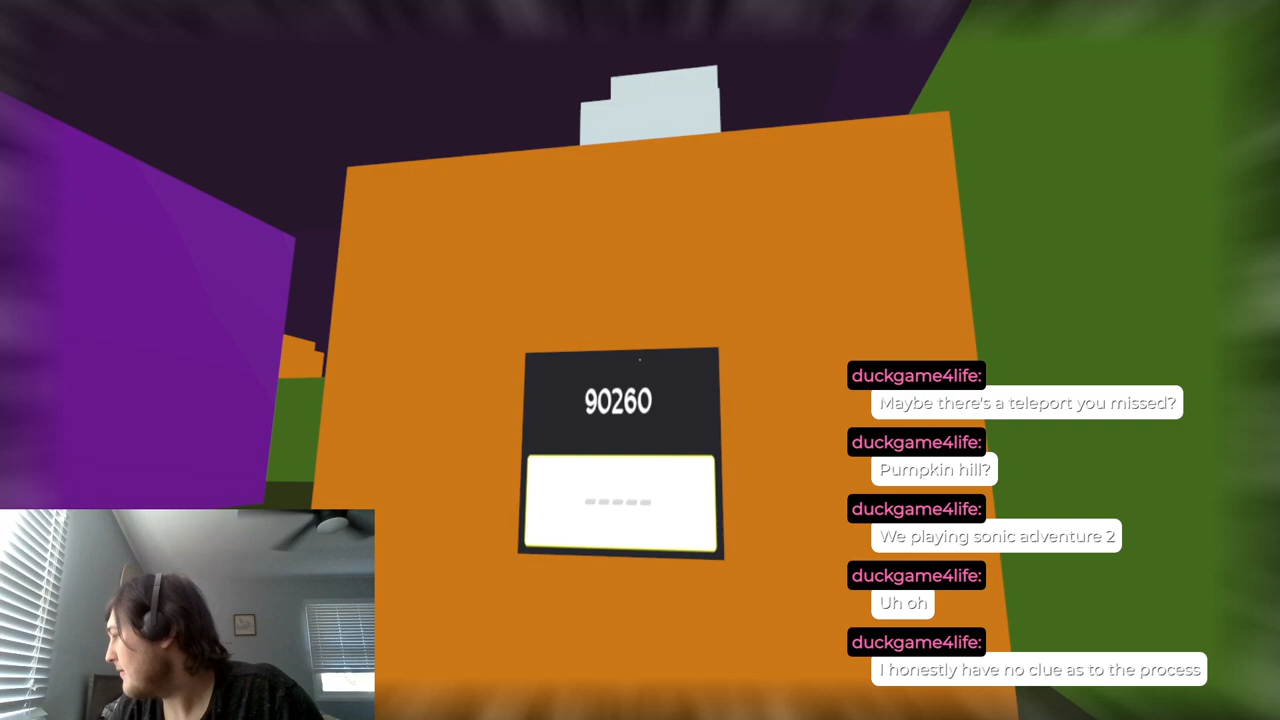 90260
-----
duckgame4life:
Maybe there's a teleport you missed?
duckgame4life:
Pumpkin hill?
duckgame4life:
We playing sonic adventure 2
duckgame4life:
Uh oh
duckgame4life:
I honestly have no clue as to the process